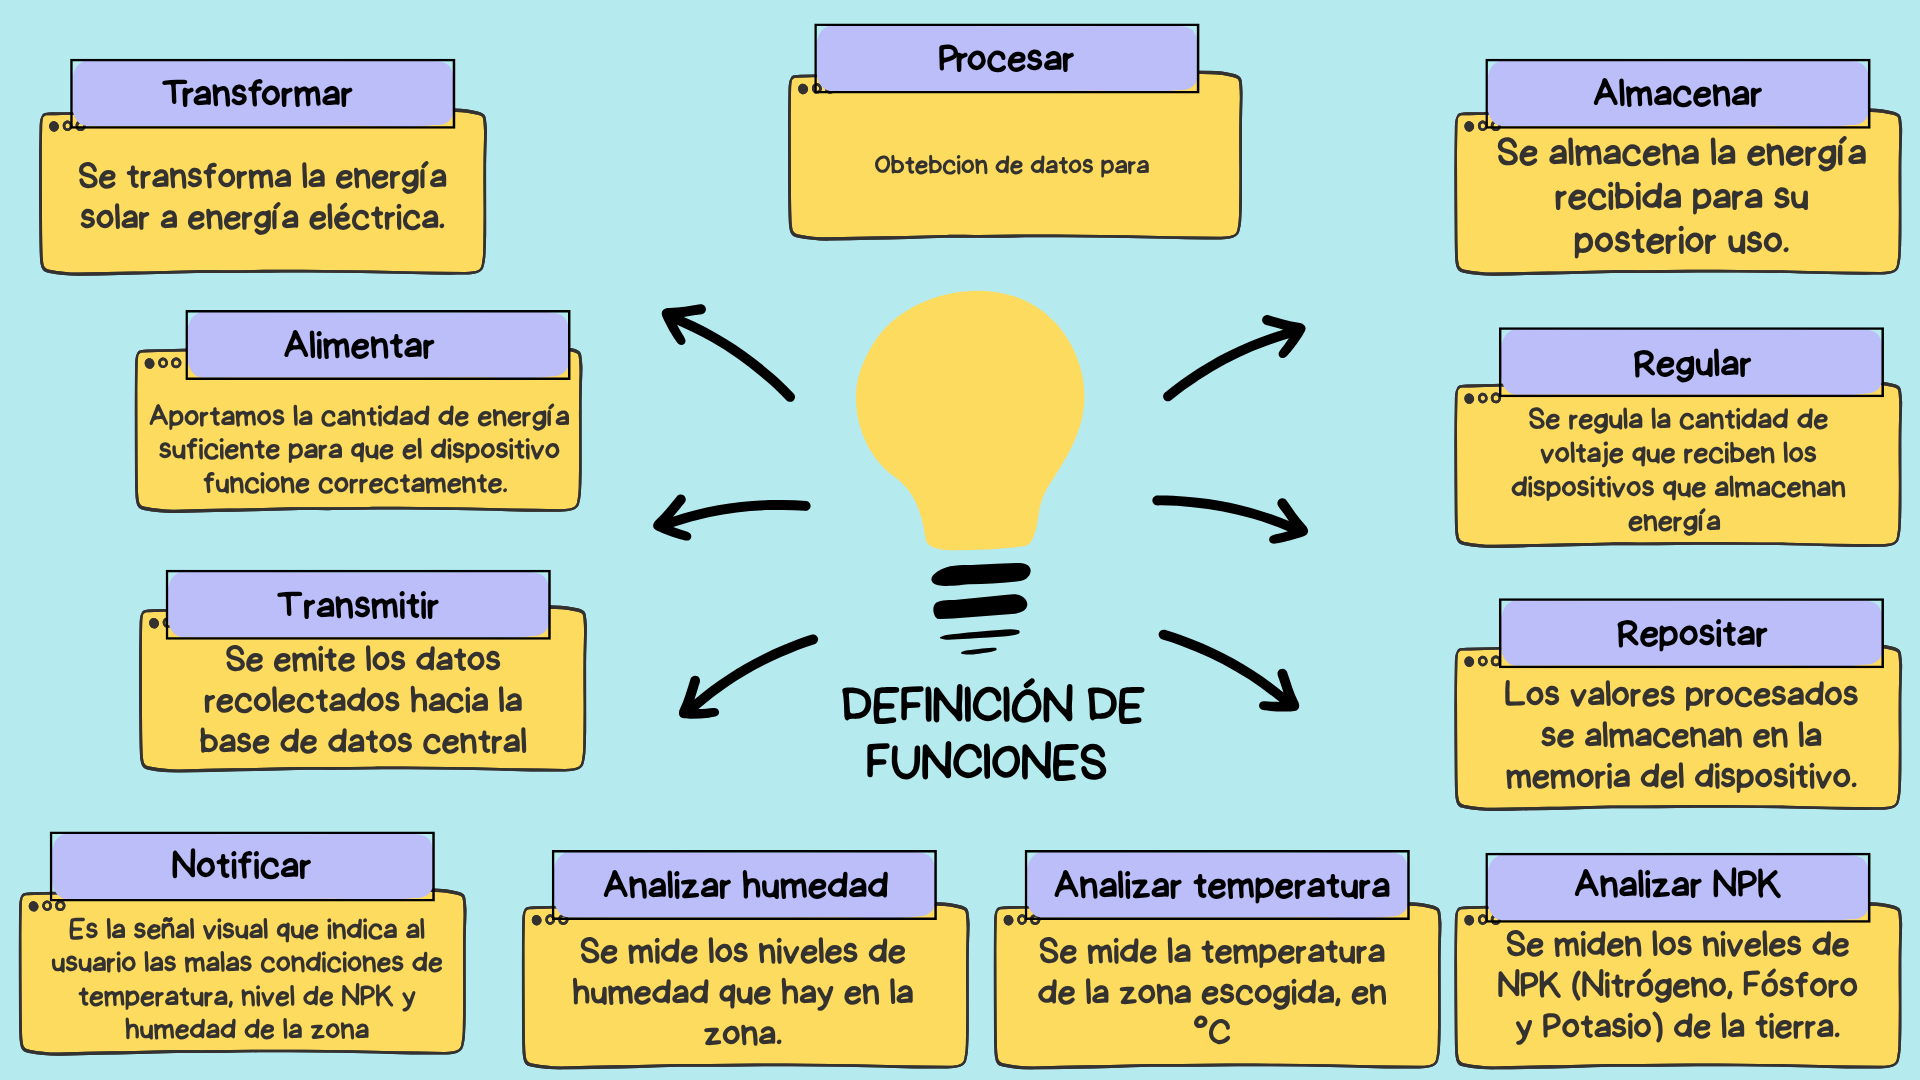 Procesar
Obtebcion de datos para
Transformar
Se transforma la energía
solar a energía eléctrica.
Almacenar
Se almacena la energía
recibida para su
posterior uso.
Alimentar
Aportamos la cantidad de energía
suficiente para que el dispositivo
funcione correctamente.
Regular
Se regula la cantidad de
voltaje que reciben los
dispositivos que almacenan
energía
Transmitir
Se emite los datos
recolectados hacia la
base de datos central
DEFINICIÓN DE
FUNCIONES
Repositar
Los valores procesados
se almacenan en la
memoria del dispositivo.
Notificar
Es la señal visual que indica al
usuario las malas condiciones de
temperatura, nivel de NPK y
humedad de la zona
Analizar humedad
Se mide los niveles de
humedad que hay en la
zona.
Analizar temperatura
Se mide la temperatura
de la zona escogida, en
°C
Analizar NPK
Se miden los niveles de
NPK (Nitrógeno, Fósforo
y Potasio) de la tierra.